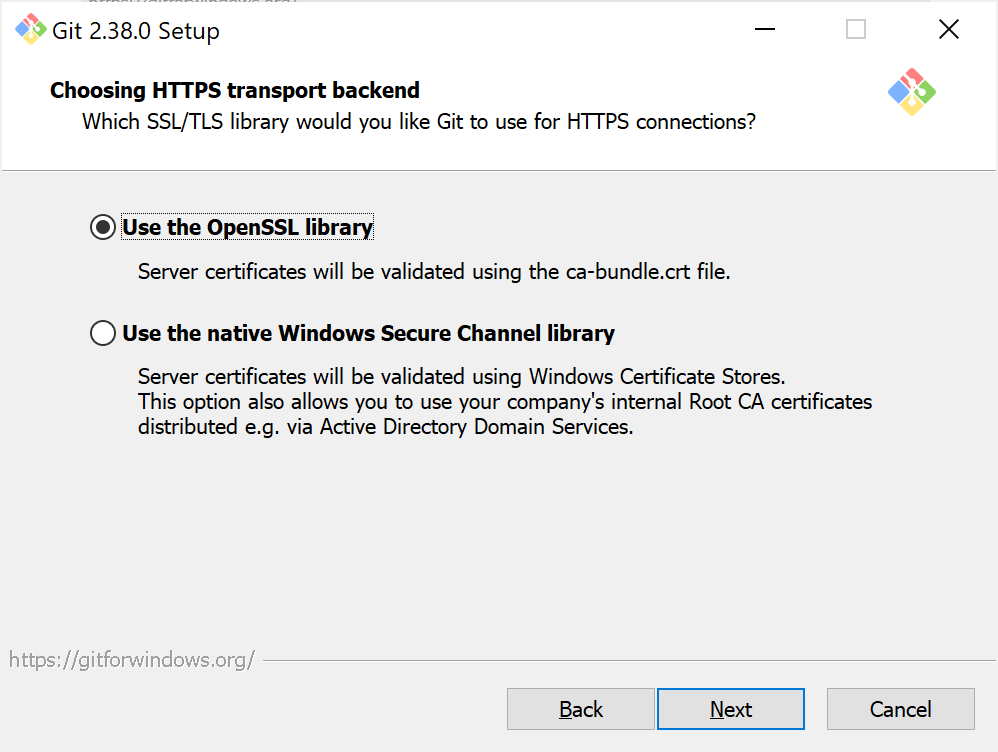 Git 2.38.0 Setup
Choosing HTTPS transport backend
Which SSL/TLS library would you like Git to use for HTTPS connections?
Use the OpenSSL library
Server certificates will be validated using the ca-bundle.crt file.
Use the native Windows Secure Channel library
Server certificates will be validated using Windows Certificate Stores.
This option also allows you to use your company's internal Root CA certificates
distributed e.g. via Active Directory Domain Services.
https://gitforwindows.org/
Back
Next
Cancel